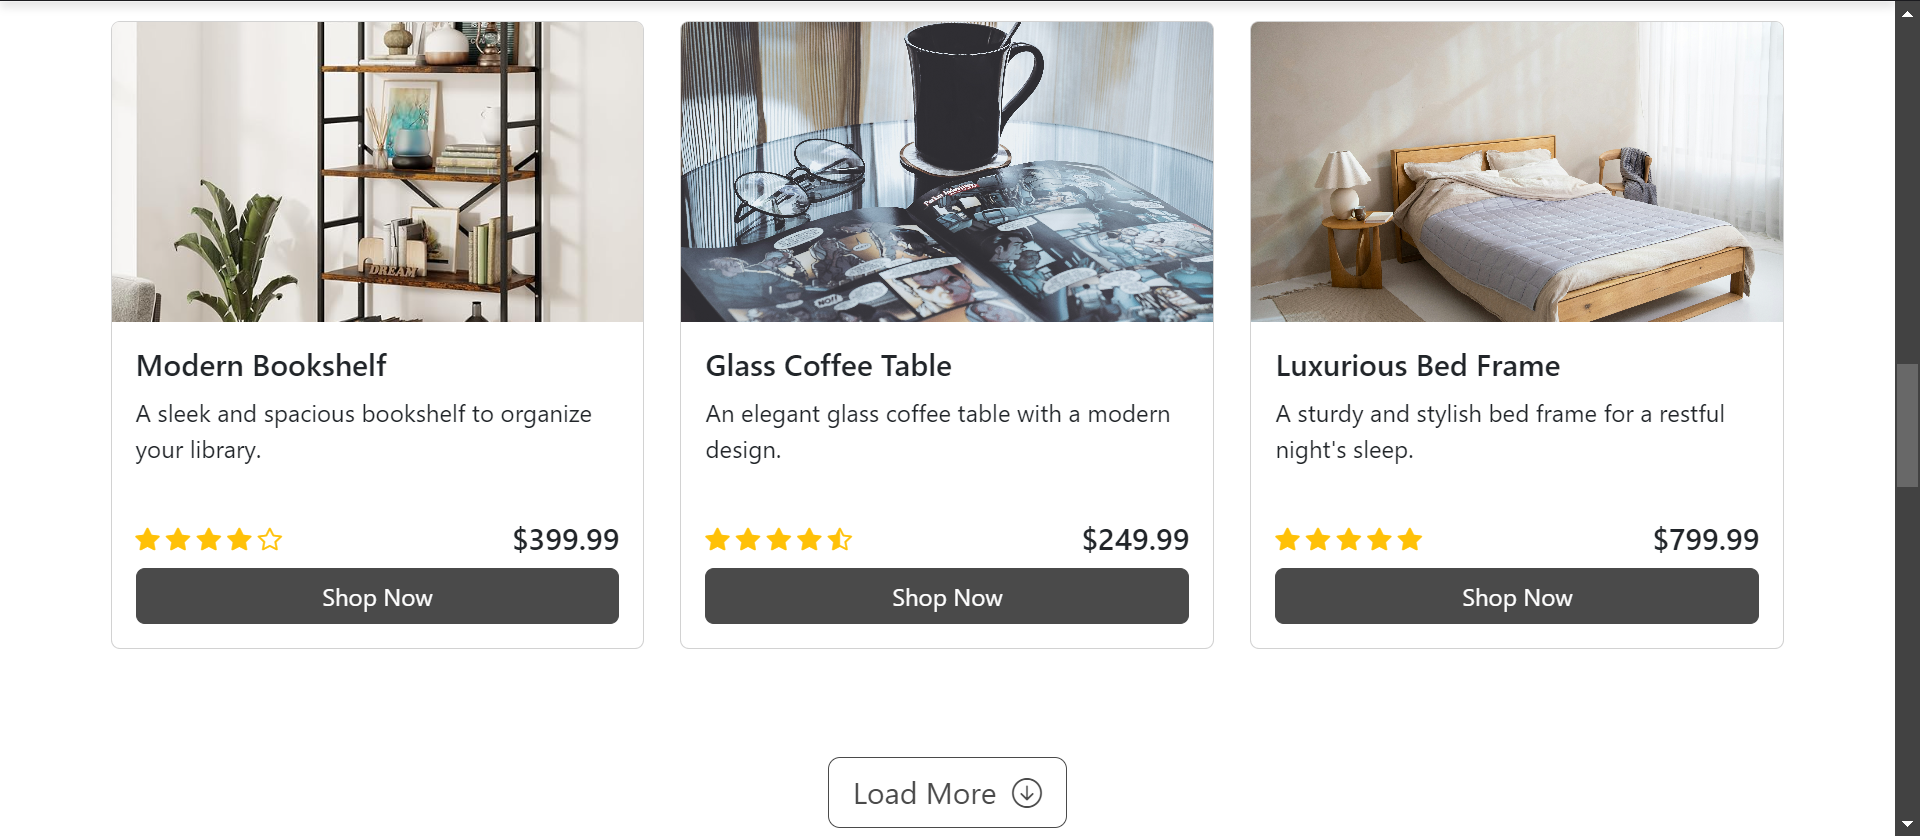 DREAM
NO!!
Modern Bookshelf
A sleek and spacious bookshelf to organize
your library.
$399.99
Shop Now
Glass Coffee Table
An elegant glass coffee table with a modern
design.
$249.99
Shop Now
Luxurious Bed Frame
A sturdy and stylish bed frame for a restful
night's sleep.
$799.99
Shop Now
Load More